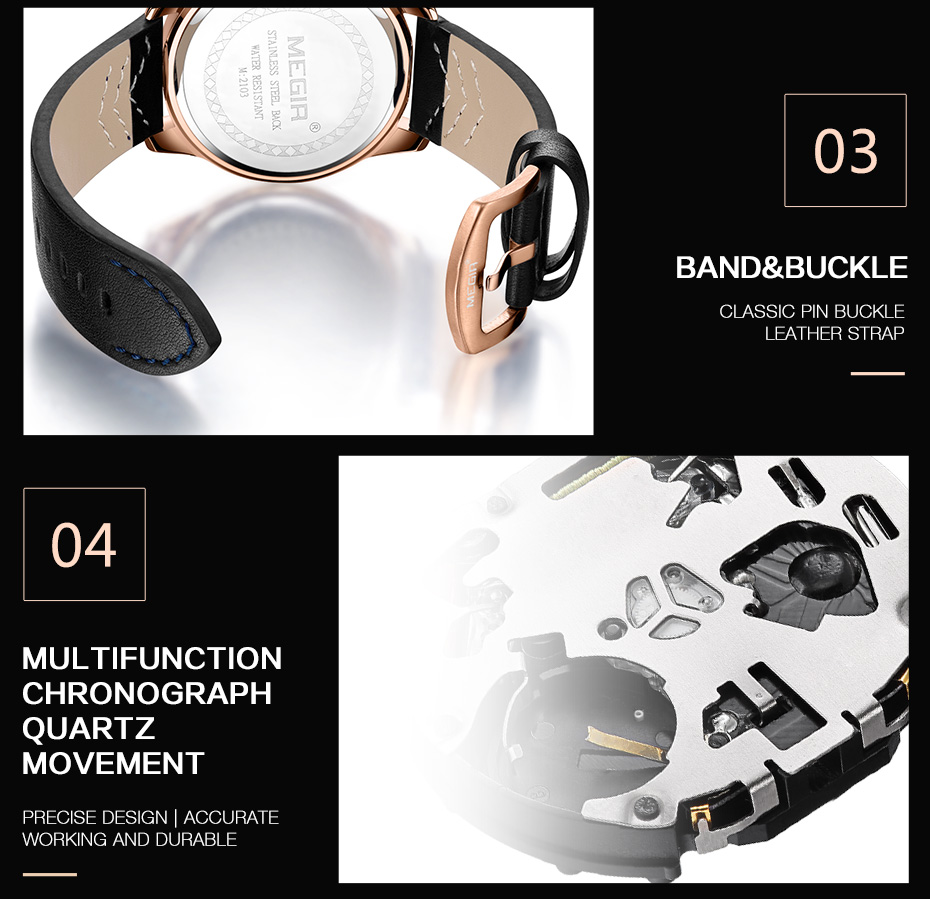 MEGIR®
STAINLESS STEEL BACK
WATER RESISTANT
M:2103
MEGIR
03
BAND&BUCKLE
CLASSIC PIN BUCKLE
LEATHER STRAP
04
MULTIFUNCTION
CHRONOGRAPH
QUARTZ
MOVEMENT
PRECISE DESIGN | ACCURATE
WORKING AND DURABLE